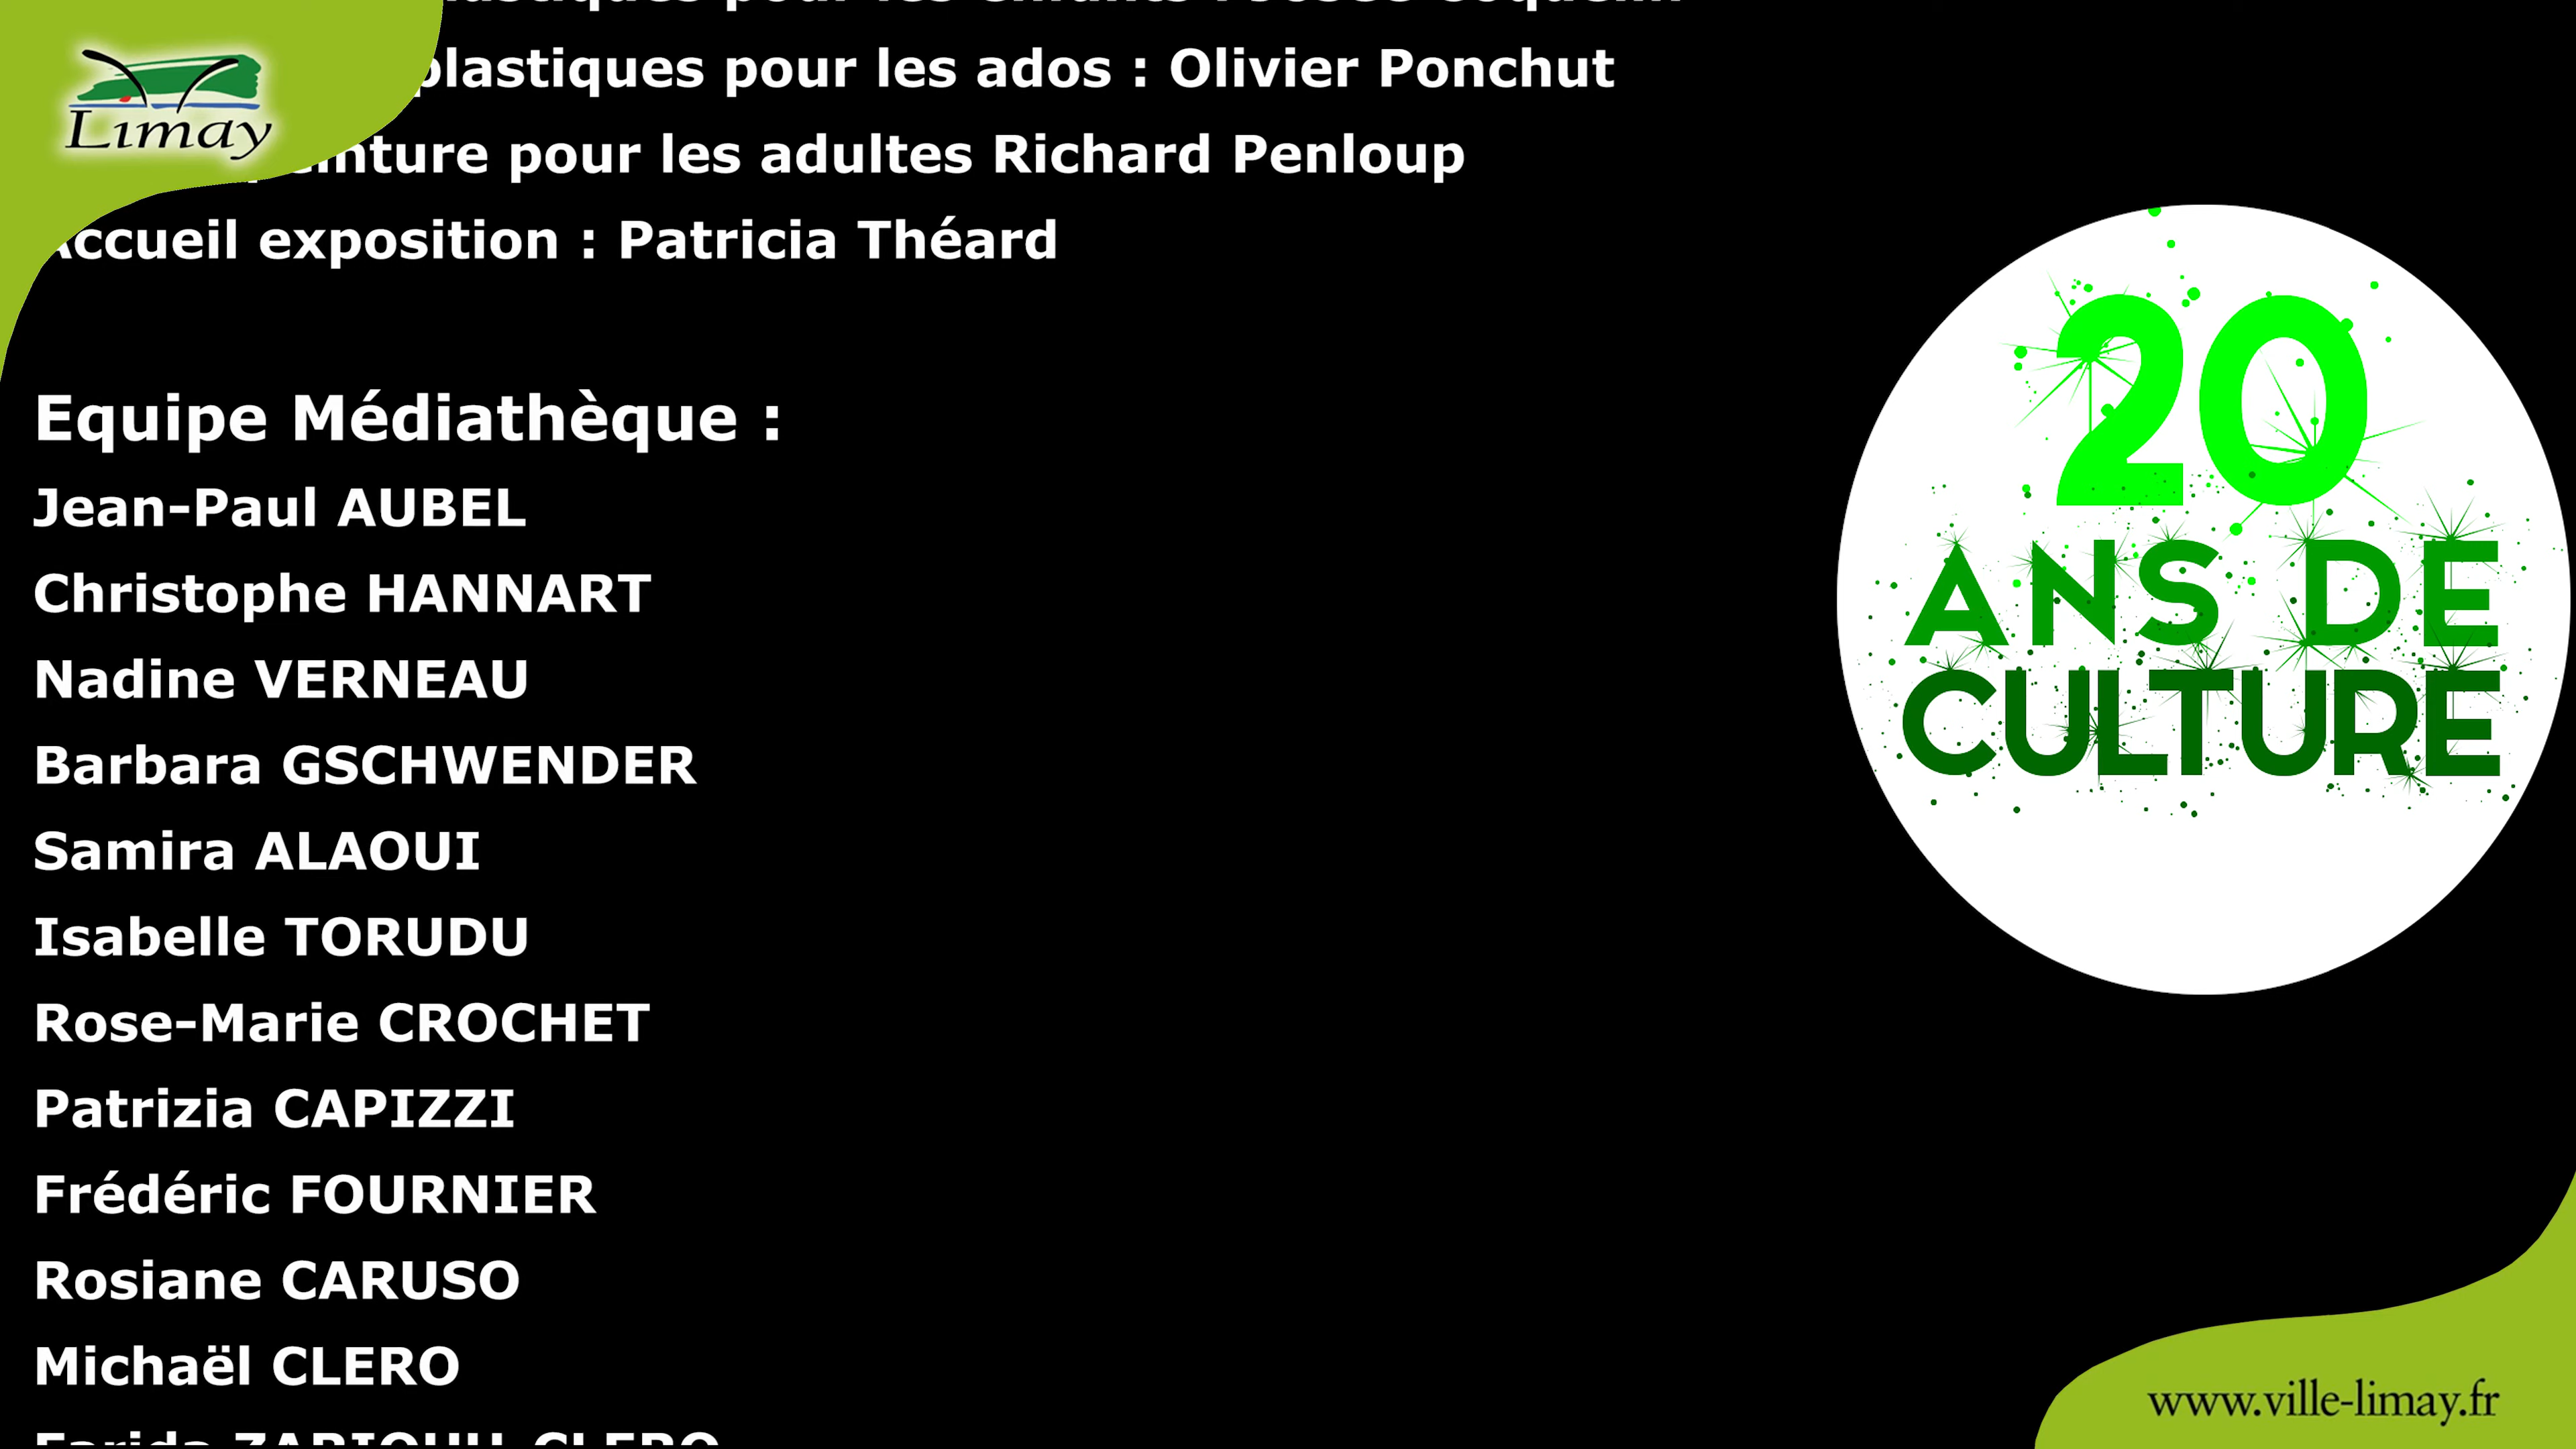 Limay
plastiques pour les ados : Olivier Ponchut
peinture pour les adultes Richard Penloup
Accueil exposition : Patricia Théard
Equipe Médiathèque :
Jean-Paul AUBEL
Christophe HANNART
Nadine VERNEAU
Barbara GSCHWENDER
Samira ALAOUI
Isabelle TORUDU
Rose-Marie CROCHET
Patrizia CAPIZZI
Frédéric FOURNIER
Rosiane CARUSO
Michaël CLERO
20
ANS DE
CULTURE
www.ville-limay.fr